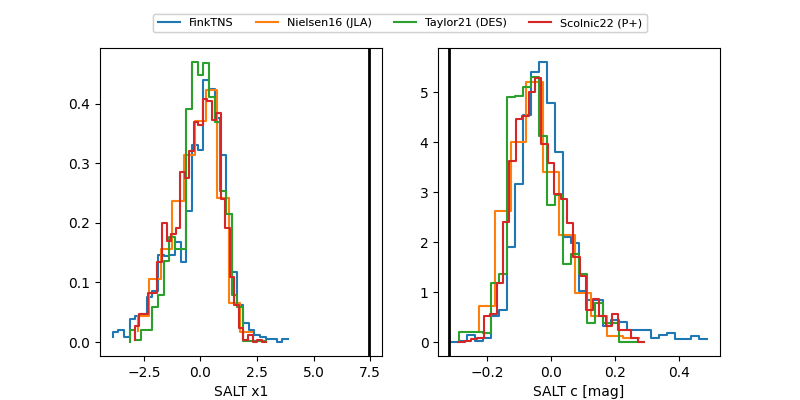 FinkTNS Nielsen16 (JLA) Taylor21 (DES) Scolnic22 (P+)
0.4
0.3
0.2
0.1
0.0
−2.5 0.0 2.5 5.0 7.5
SALT x1
5
4
3
2
1
0
−0.2 0.0 0.2 0.4
SALT c [mag]